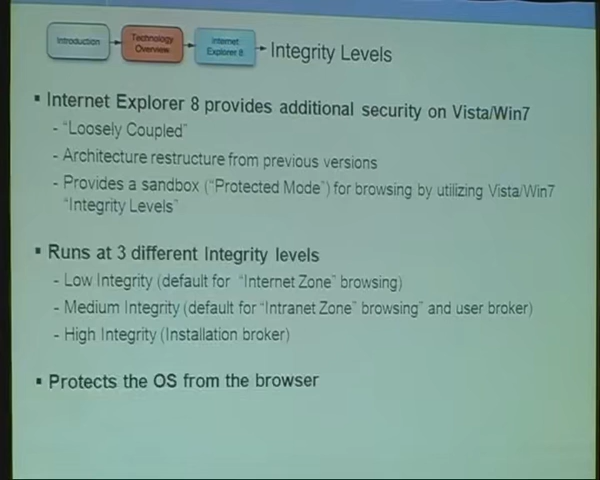 Introduction
Technology
Overview
Internet
Explorer 8
Integrity Levels
▪ Internet Explorer 8 provides additional security on Vista/Win7
- “Loosely Coupled”
- Architecture restructure from previous versions
- Provides a sandbox (“Protected Mode”) for browsing by utilizing Vista/Win7
“Integrity Levels”
▪ Runs at 3 different Integrity levels
- Low Integrity (default for “Internet Zone” browsing)
- Medium Integrity (default for “Intranet Zone” browsing” and user broker)
- High Integrity (Installation broker)
▪ Protects the OS from the browser